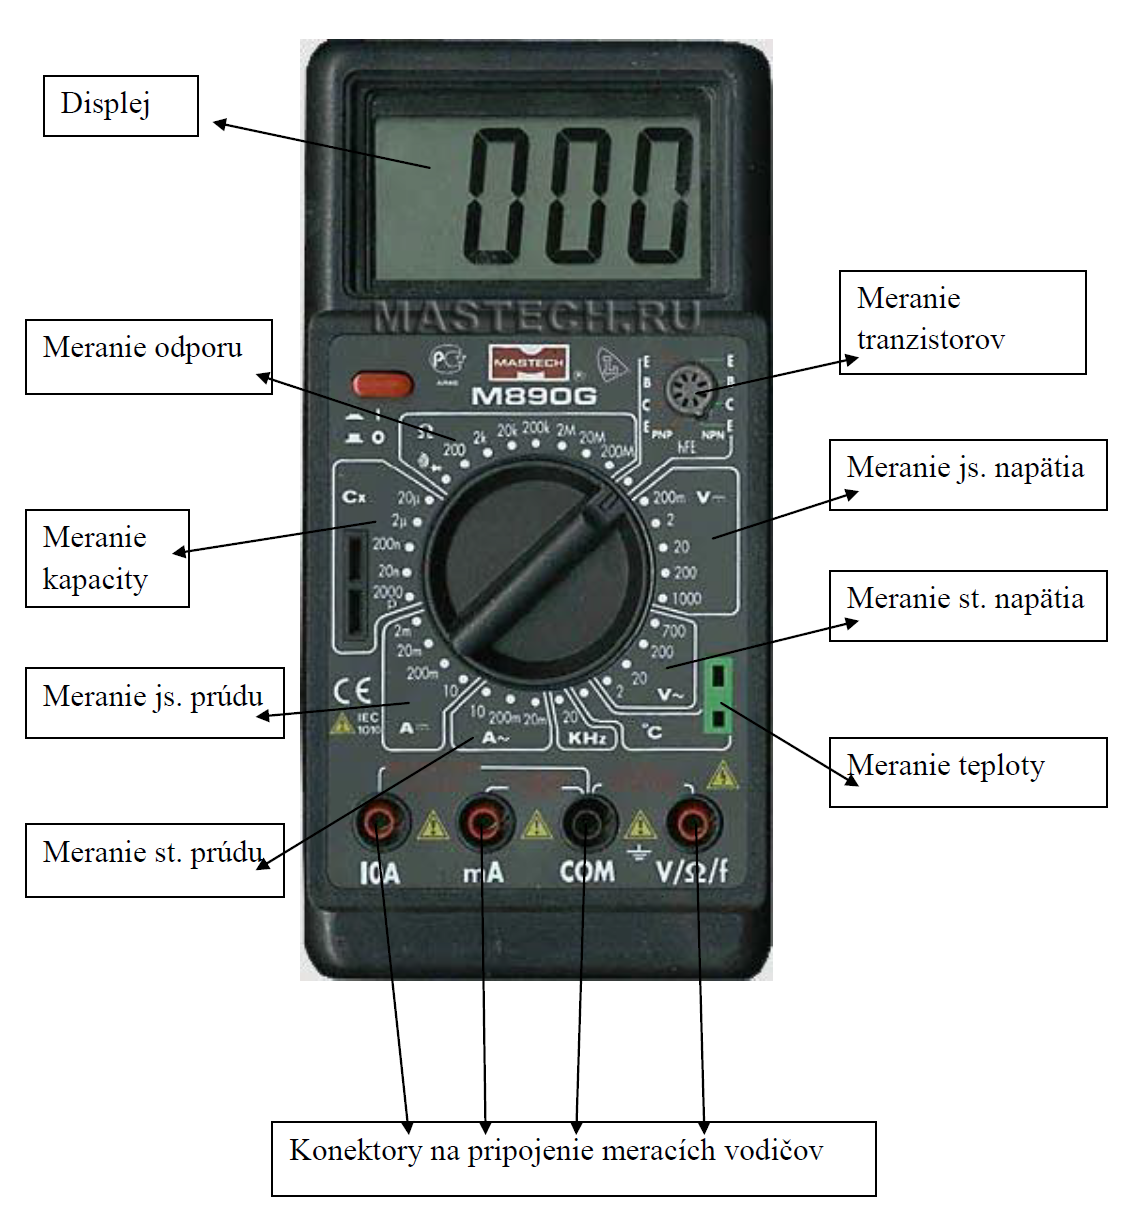 Displej
000
MASTECH.RU
Meranie
tranzistorov
Meranie odporu
MASTECH
®
M890G
E
B
C
E
PNP
hFE
NPN
E
B
C
E
I
O
Ω
200
2k
20k
200k
2M
20M
200M
Meranie js. napätia
Cx
20µ
2µ
200n
20n
2000
p
200m
V
2
20
200
1000
Meranie
kapacity
Meranie st. napätia
2m
20m
200m
10
A
700
200
20
2
V~
Meranie js. prúdu
CE
IEC
1010
10
200m
20m
A~
20
KHz
°C
Meranie teploty
Meranie st. prúdu
10A
mA
COM
V/Ω/f
Konektory na pripojenie meracích vodičov